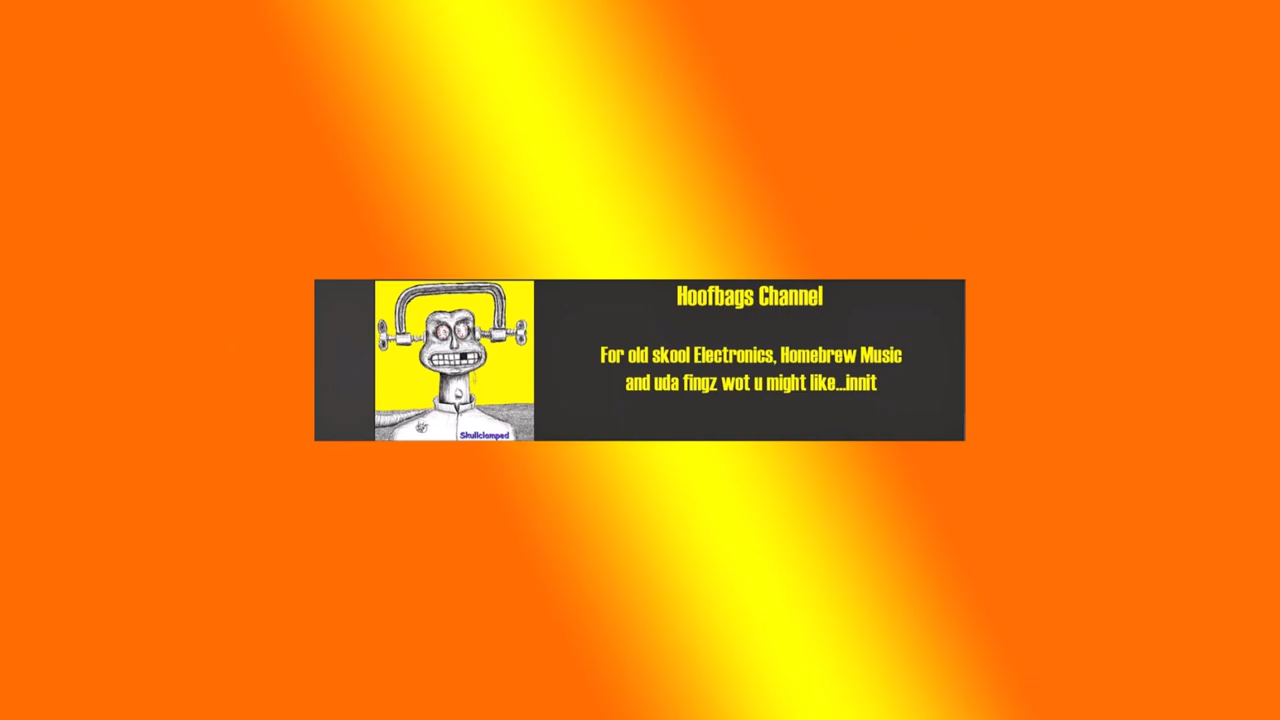 Hoofbags Channel
For old skool Electronics, Homebrew Music
and uda fingz wot u might like...innit
Skullclamped